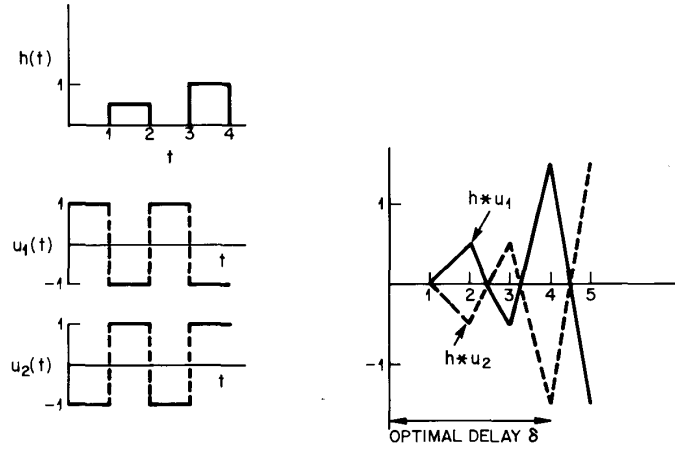 h(t)
1
1 2 3 4
t
u₁(t)
1
-1
t
u₂(t)
1
-1
t
1
-1
h*u₁
h*u₂
1 2 3 4 5
OPTIMAL DELAY δ